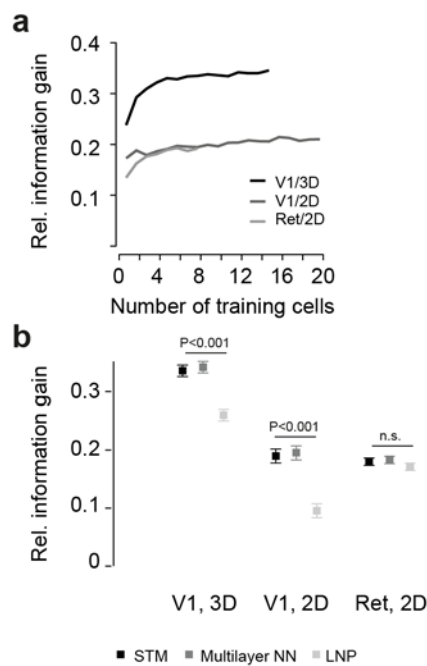 a
Rel. information gain
0.4
0.3
0.2
0.1
V1/3D
V1/2D
Ret/2D
0 4 8 12 16 20
Number of training cells
b
Rel. information gain
0.3
0.2
0.1
0
P<0.001
P<0.001
n.s.
V1, 3D V1, 2D Ret, 2D
STM Multilayer NN LNP